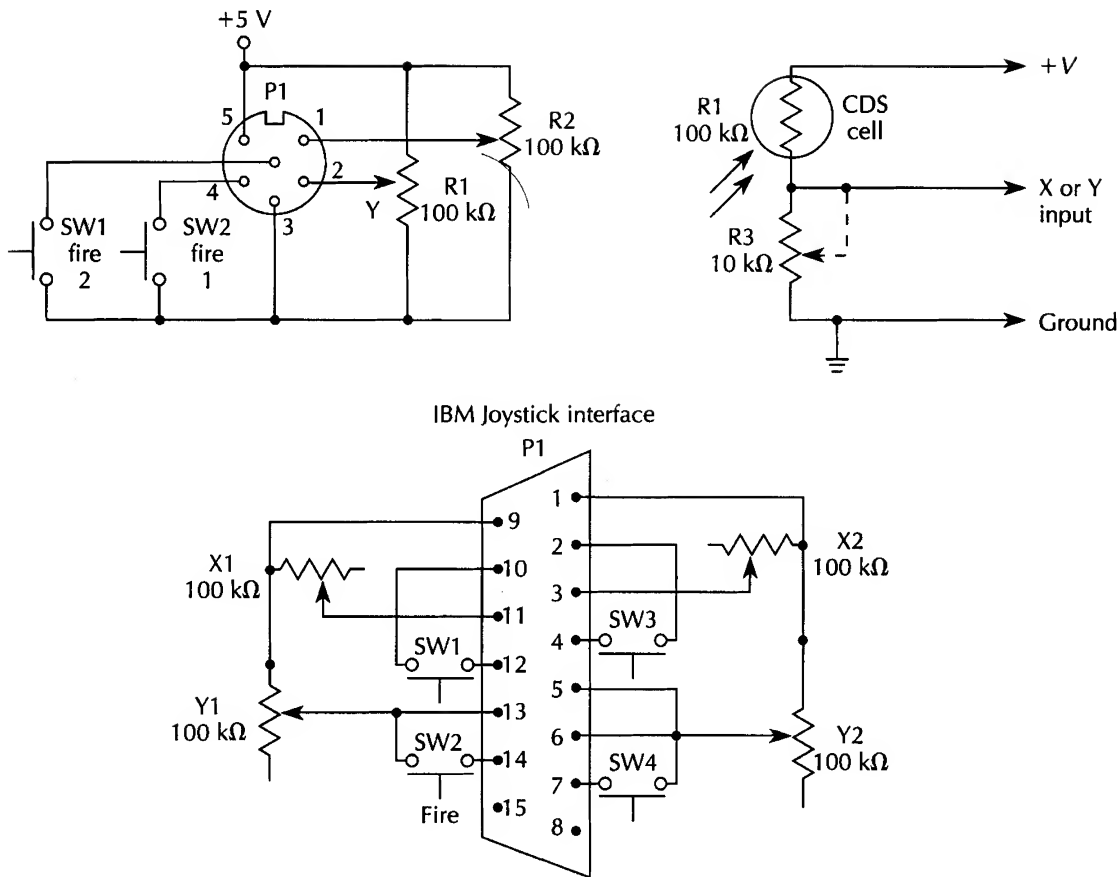 +5 V
P1
5
1
2
4
3
R2
100 kΩ
R1
100 kΩ
Y
SW1
fire
2
SW2
fire
1
R1
100 kΩ
CDS
cell
+V
X or Y
input
R3
10 kΩ
Ground
IBM Joystick interface
P1
1
9
2
10
3
11
4
12
5
13
6
14
7
15
8
X1
100 kΩ
X2
100 kΩ
SW1
SW3
Y1
100 kΩ
SW2
Fire
SW4
Y2
100 kΩ